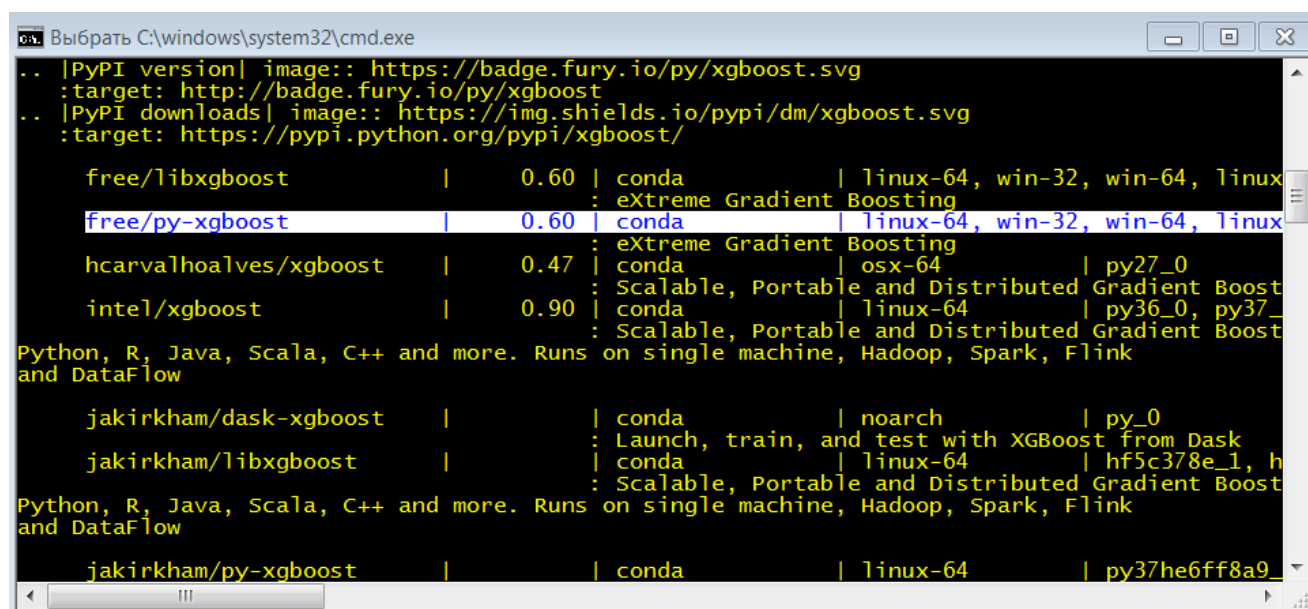 Выбрать C:\windows\system32\cmd.exe
.. |PyPI version| image:: https://badge.fury.io/py/xgboost.svg
:target: http://badge.fury.io/py/xgboost
.. |PyPI downloads| image:: https://img.shields.io/pypi/dm/xgboost.svg
:target: https://pypi.python.org/pypi/xgboost/
free/libxgboost | 0.60 | conda | linux-64, win-32, win-64, linux
: eXtreme Gradient Boosting
free/py-xgboost | 0.60 | conda | linux-64, win-32, win-64, linux
: eXtreme Gradient Boosting
hcarvalhoalves/xgboost | 0.47 | conda | osx-64 | py27_0
: Scalable, Portable and Distributed Gradient Boost
intel/xgboost | 0.90 | conda | linux-64 | py36_0, py37_
: Scalable, Portable and Distributed Gradient Boost
Python, R, Java, Scala, C++ and more. Runs on single machine, Hadoop, Spark, Flink
and DataFlow
jakirkham/dask-xgboost | | conda | noarch | py_0
: Launch, train, and test with XGBoost from Dask
jakirkham/libxgboost | | conda | linux-64 | hf5c378e_1, h
: Scalable, Portable and Distributed Gradient Boost
Python, R, Java, Scala, C++ and more. Runs on single machine, Hadoop, Spark, Flink
and DataFlow
jakirkham/py-xgboost | | conda | linux-64 | py37he6ff8a9_